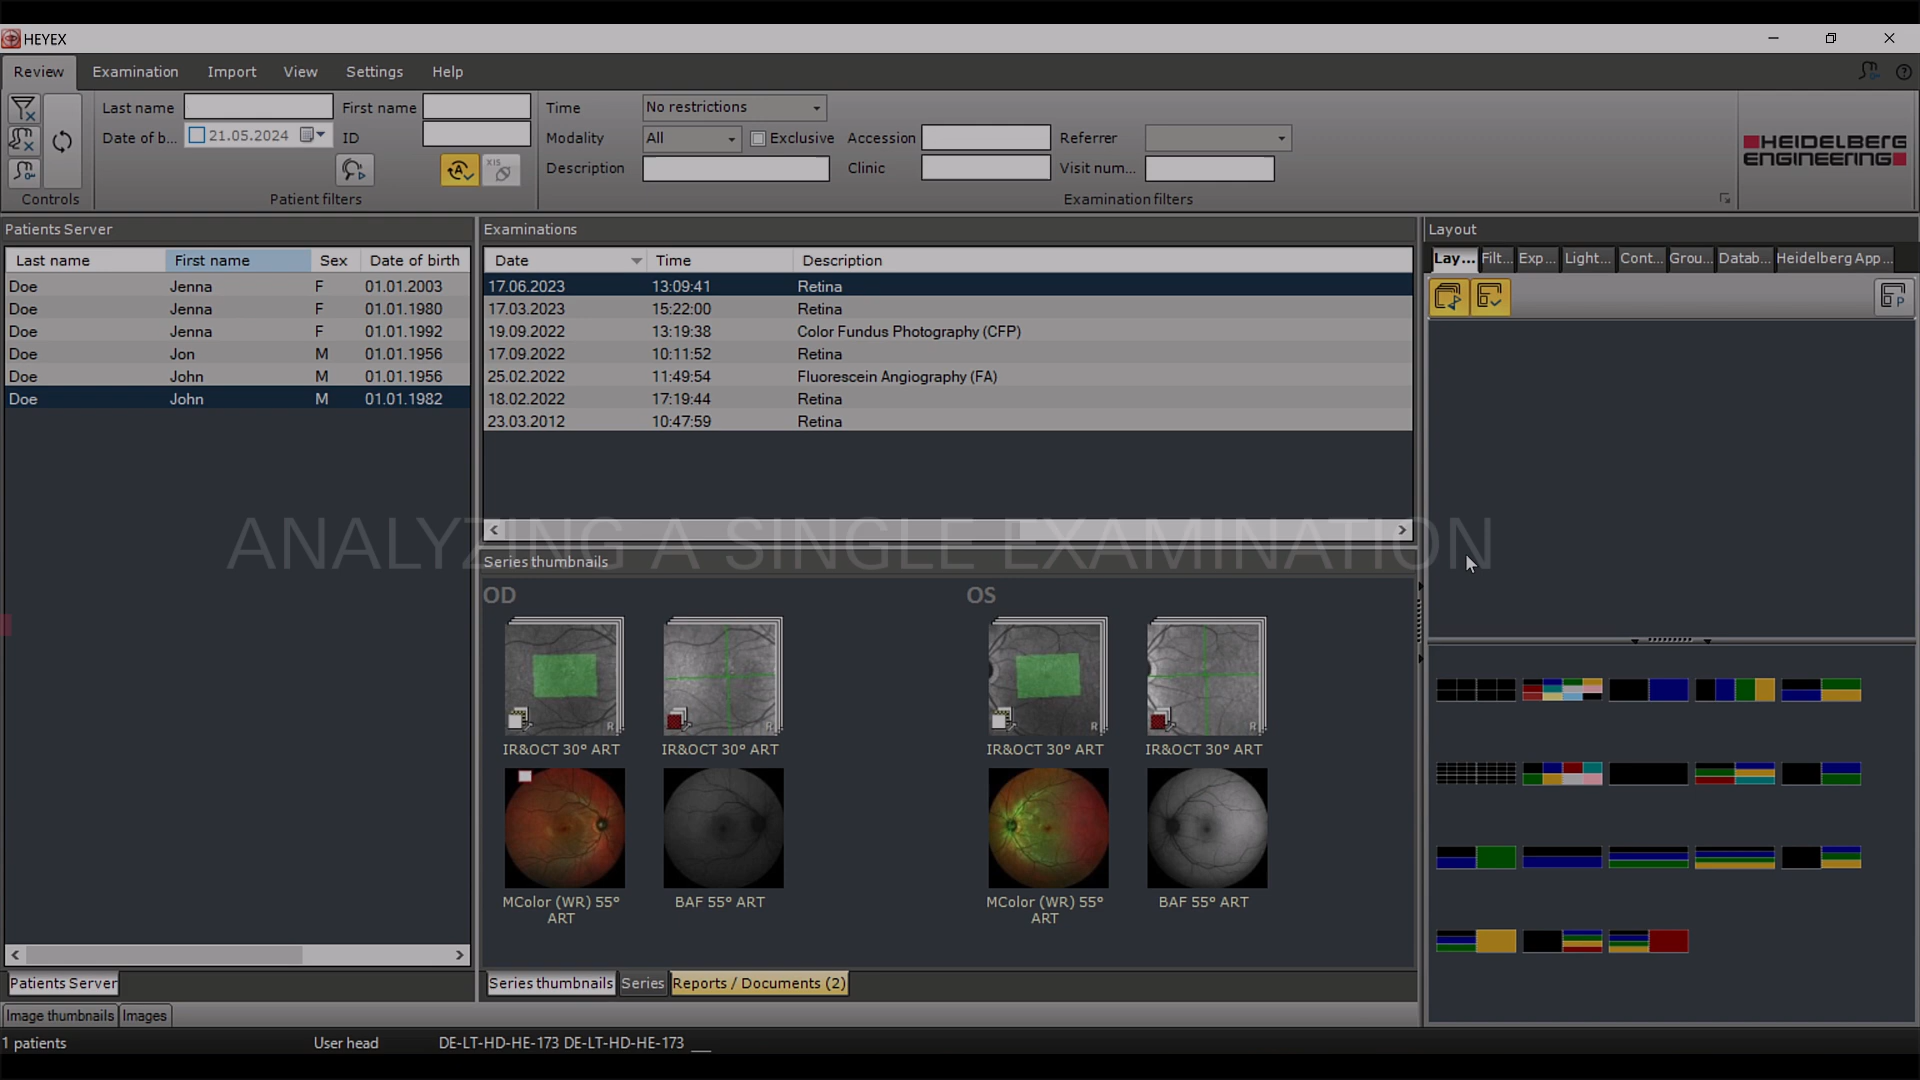 HEYEX
Review Examination Import View Settings Help
Last name First name Time No restrictions
Date of b... 21.05.2024 ID Modality All Exclusive Accession Referrer
XIS Description Clinic Visit num...
Controls Patient filters Examination filters
HEIDELBERG
ENGINEERING
Patients Server
Last name First name Sex Date of birth
Doe Jenna F 01.01.2003
Doe Jenna F 01.01.1980
Doe Jenna F 01.01.1992
Doe Jon M 01.01.1956
Doe John M 01.01.1956
Doe John M 01.01.1982
Examinations
Date Time Description
17.06.2023 13:09:41 Retina
17.03.2023 15:22:00 Retina
19.09.2022 13:19:38 Color Fundus Photography (CFP)
17.09.2022 10:11:52 Retina
25.02.2022 11:49:54 Fluorescein Angiography (FA)
18.02.2022 17:19:44 Retina
23.03.2012 10:47:59 Retina
Layout
Lay... Filt... Exp... Light... Cont... Grou... Datab... Heidelberg App...
P
ANALYZING A SINGLE EXAMINATION
Series thumbnails
OD OS
R R R R
IR&OCT 30° ART IR&OCT 30° ART IR&OCT 30° ART IR&OCT 30° ART
MColor (WR) 55° BAF 55° ART MColor (WR) 55° BAF 55° ART
ART ART
Patients Server Series thumbnails Series Reports / Documents (2)
Image thumbnails Images
1 patients User head DE-LT-HD-HE-173 DE-LT-HD-HE-173 __